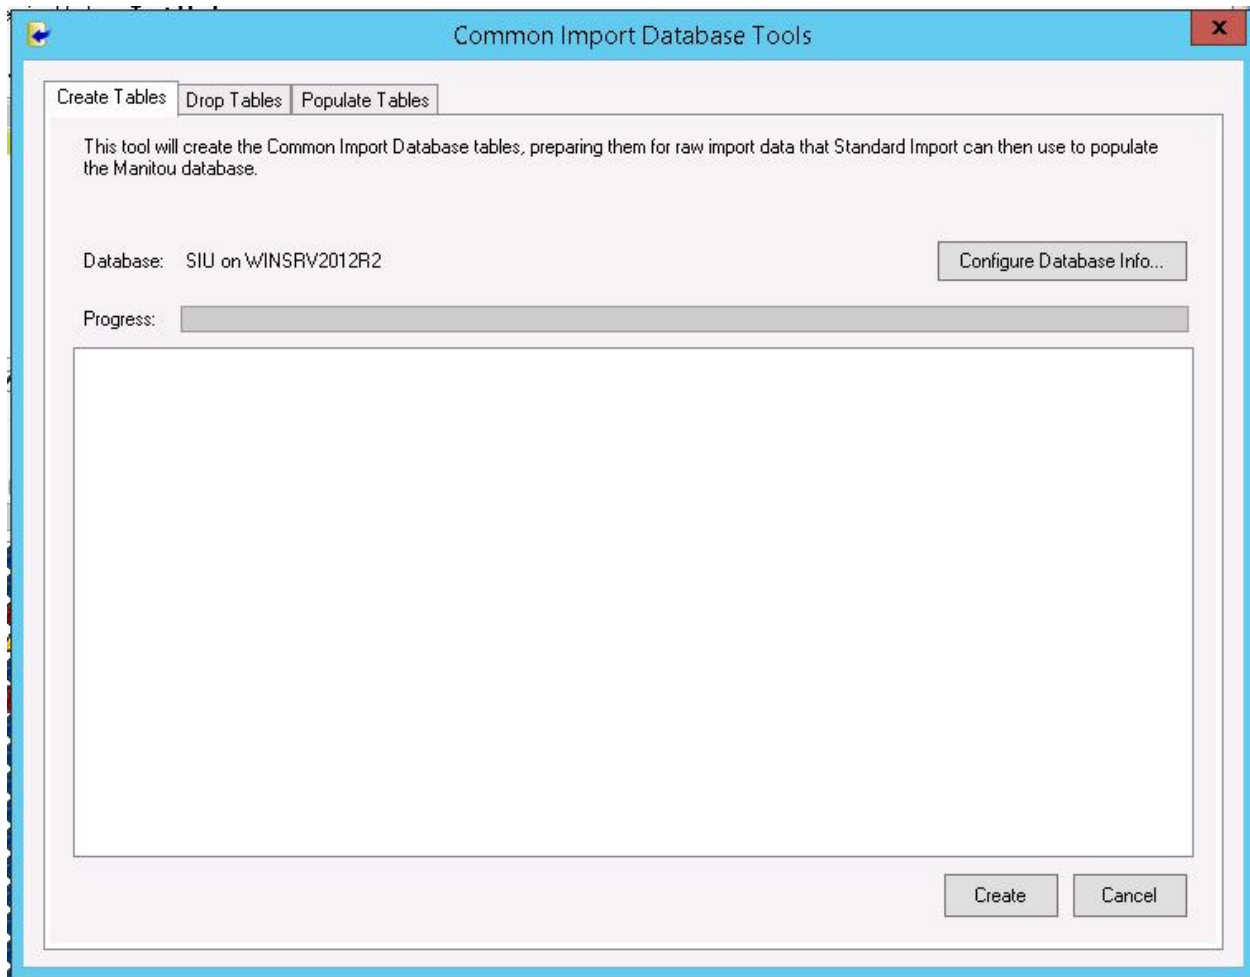 Common Import Database Tools
x
Create Tables Drop Tables Populate Tables
This tool will create the Common Import Database tables, preparing them for raw import data that Standard Import can then use to populate
the Manitou database.
Database: SIU on WINSRV2012R2 Configure Database Info...
Progress:
Create Cancel